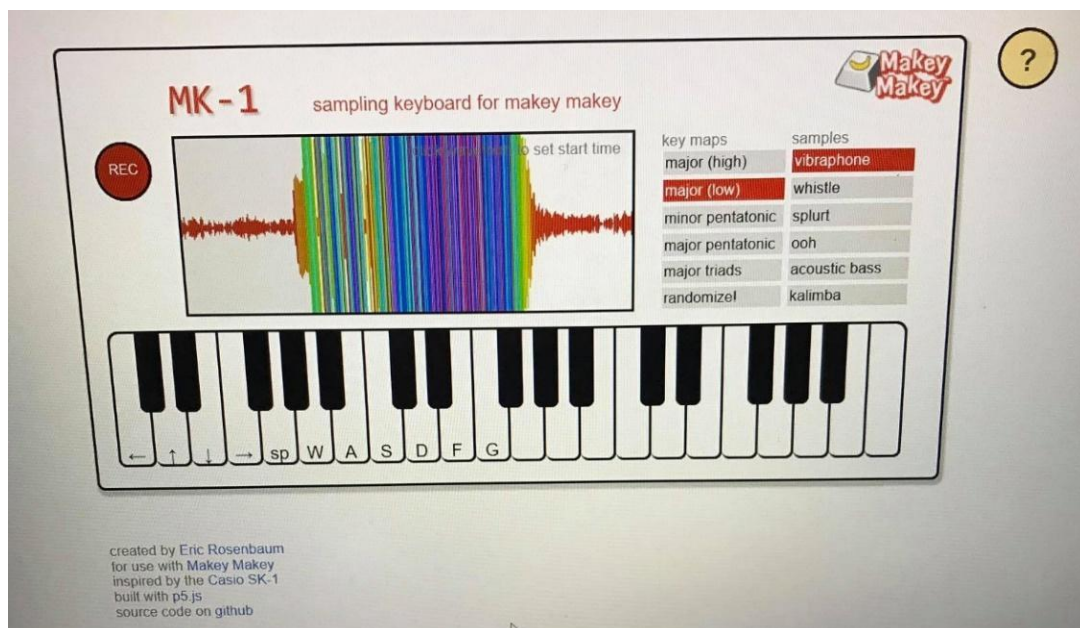 ?
Makey
Makey
MK-1
sampling keyboard for makey makey
REC
to set start time
key maps
samples
major (high)
vibraphone
major (low)
whistle
minor pentatonic
splurt
major pentatonic
ooh
major triads
acoustic bass
randomize!
kalimba
← ↑ ↓ → sp W A S D F G
created by Eric Rosenbaum
for use with Makey Makey
inspired by the Casio SK-1
built with p5.js
source code on github